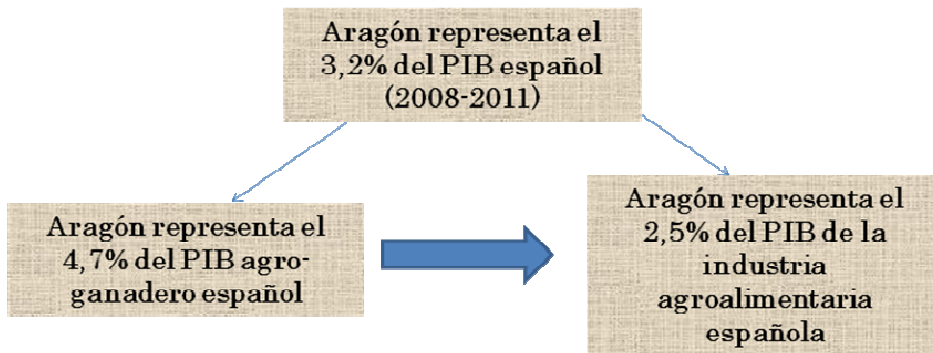 Aragón representa el
3,2% del PIB español
(2008-2011)
Aragón representa el
4,7% del PIB agro-
ganadero español
Aragón representa el
2,5% del PIB de la
industria
agroalimentaria
española